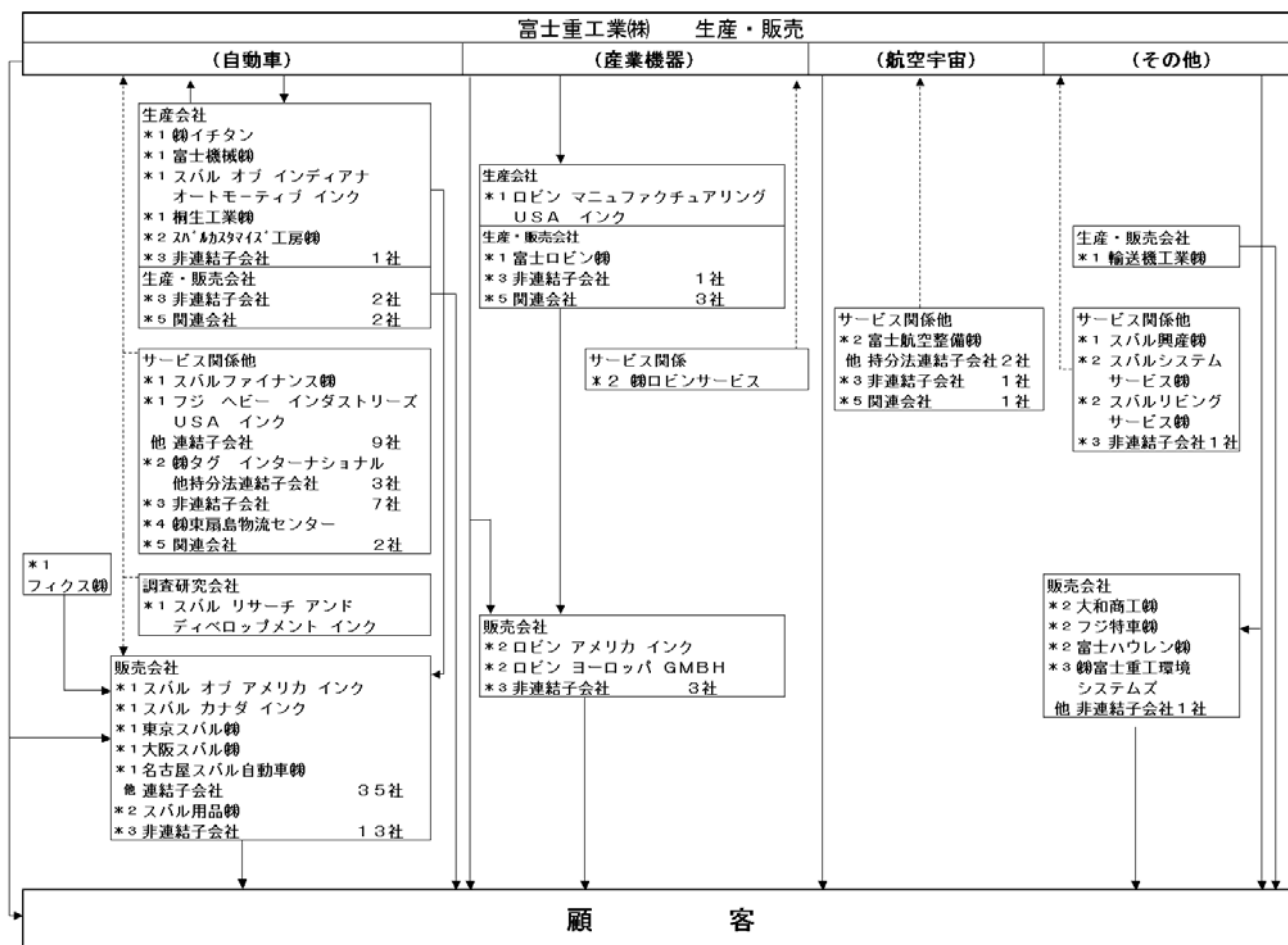 富士重工業㈱　　生産・販売
(自動車)
(産業機器)
(航空宇宙)
(その他)
生産会社
＊1 ㈱イチタン
＊1 富士機械㈱
＊1 スバル オブ インディアナ
オートモーティブ インク
＊1 桐生工業㈱
＊2 ｽﾊﾞﾙｶｽﾀﾏｲｽﾞ工房㈱
＊3 非連結子会社　1社
生産・販売会社
＊3 非連結子会社　2社
＊5 関連会社　2社
サービス関係他
＊1 スバルファイナンス㈱
＊1 フジ ヘビー インダストリーズ
ＵＳＡ インク
他 連結子会社　9社
＊2 ㈱タグ インターナショナル
他持分法連結子会社　3社
＊3 非連結子会社　7社
＊4 ㈱東扇島物流センター
＊5 関連会社　2社
＊1
フィクス㈱
調査研究会社
＊1 スバル リサーチ アンド
ディベロップメント インク
販売会社
＊1 スバル オブ アメリカ インク
＊1 スバル カナダ インク
＊1 東京スバル㈱
＊1 大阪スバル㈱
＊1 名古屋スバル自動車㈱
他 連結子会社　35社
＊2 スバル用品㈱
＊3 非連結子会社　13社
生産会社
＊1 ロビン マニュファクチュアリング
ＵＳＡ インク
生産・販売会社
＊1 富士ロビン㈱
＊3 非連結子会社　1社
＊5 関連会社　3社
サービス関係
＊2 ㈱ロビンサービス
販売会社
＊2 ロビン アメリカ インク
＊2 ロビン ヨーロッパ ＧＭＢＨ
＊3 非連結子会社　3社
サービス関係他
＊2 富士航空整備㈱
他 持分法連結子会社2社
＊3 非連結子会社　1社
＊5 関連会社　1社
生産・販売会社
＊1 輸送機工業㈱
サービス関係他
＊1 スバル興産㈱
＊2 スバルシステム
サービス㈱
＊2 スバルリビング
サービス㈱
＊3 非連結子会社1社
販売会社
＊2 大和商工㈱
＊2 フジ特車㈱
＊2 富士ハウレン㈱
＊3 ㈱富士重工環境
システムズ
他 非連結子会社1社
顧　　客